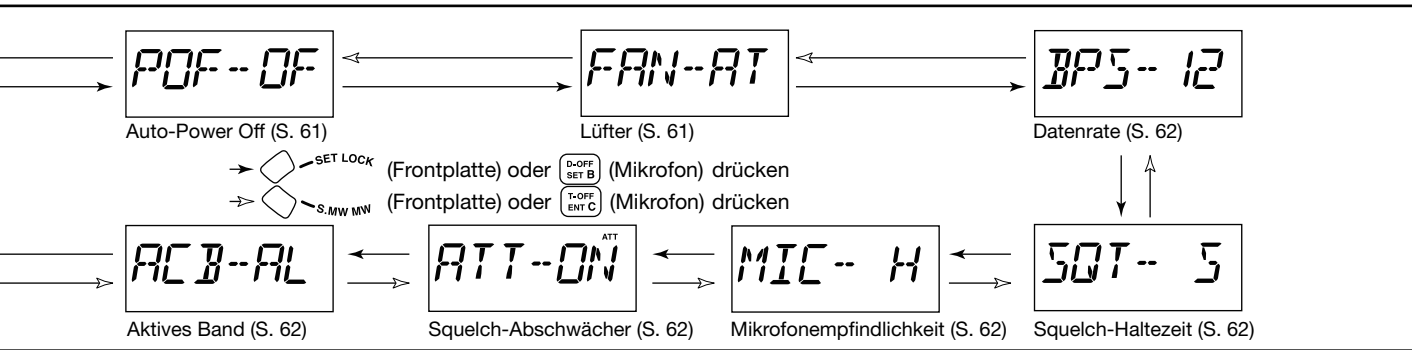 POF--OF
FAN--AT
BPS-- 12
Auto-Power Off (S. 61)
Lüfter (S. 61)
Datenrate (S. 62)
SET LOCK (Frontplatte) oder D-OFF SET B (Mikrofon) drücken
S.MW MW (Frontplatte) oder T-OFF ENT C (Mikrofon) drücken
ACB--AL
ATT--ON ATT
MIC-- H
SQT-- S
Aktives Band (S. 62)
Squelch-Abschwächer (S. 62)
Mikrofonempfindlichkeit (S. 62)
Squelch-Haltezeit (S. 62)